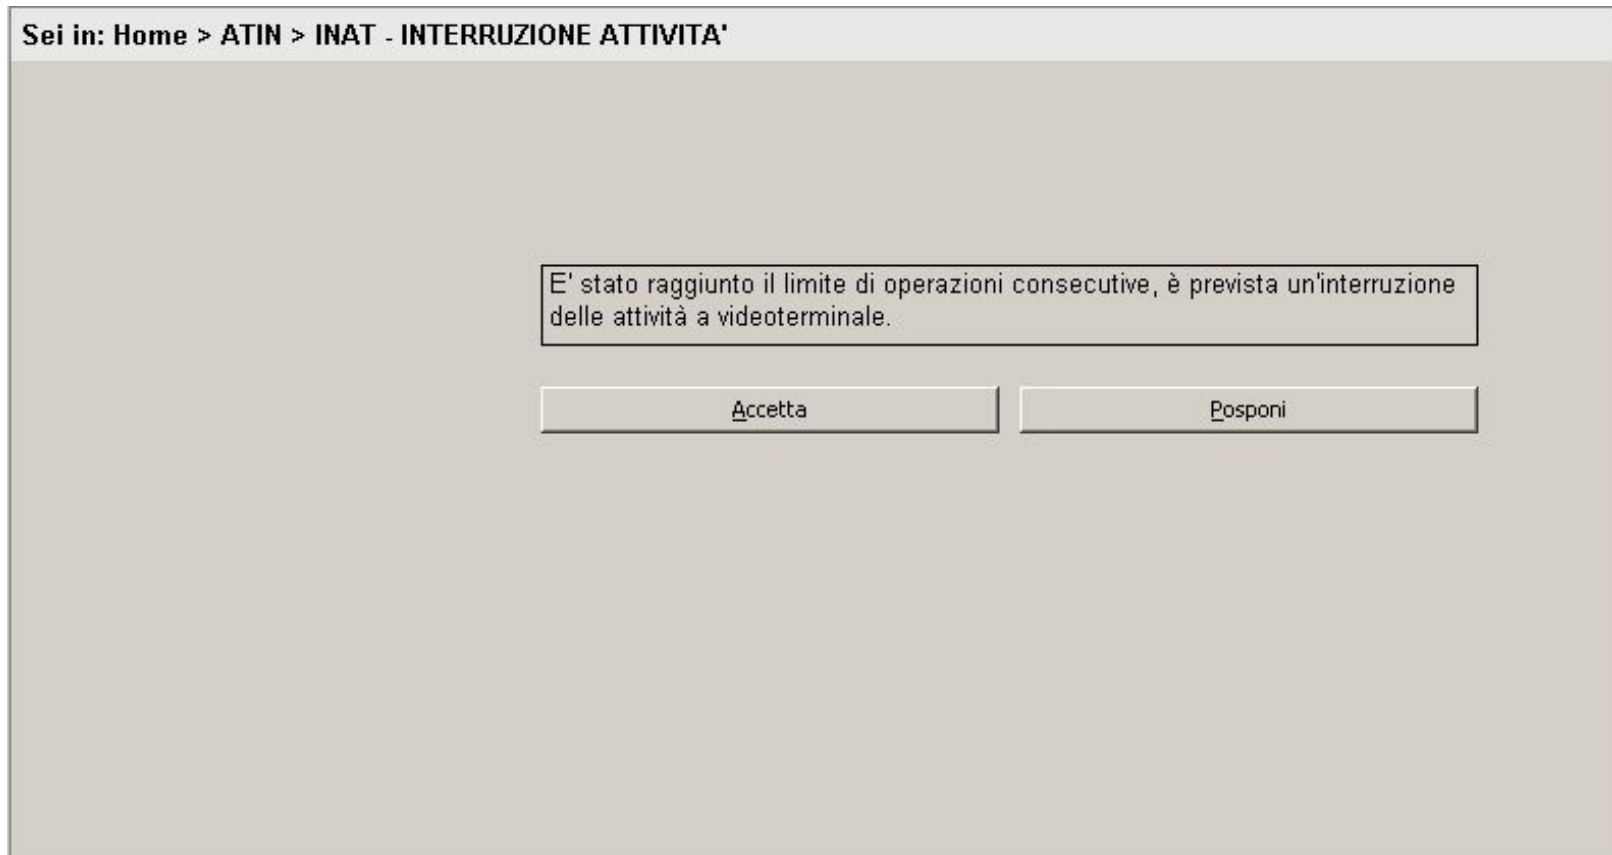 Sei in: Home > ATIN > INAT - INTERRUZIONE ATTIVITA'
E' stato raggiunto il limite di operazioni consecutive, è prevista un'interruzione
delle attività a videoterminale.
Accetta
Posponi